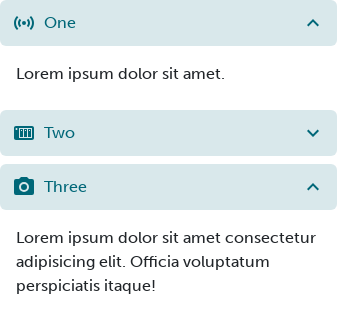 One
Lorem ipsum dolor sit amet.
Two
Three
Lorem ipsum dolor sit amet consectetur
adipisicing elit. Officia voluptatum
perspiciatis itaque!